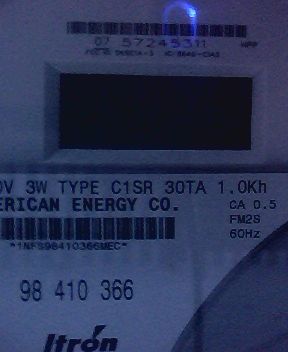 07 57245311
0V 3W TYPE C1SR 30TA 1.0Kh
ERICAN ENERGY CO. CA 0.5
FM2S
60Hz
*1NFS98410366MEC*
98 410 366
Itron